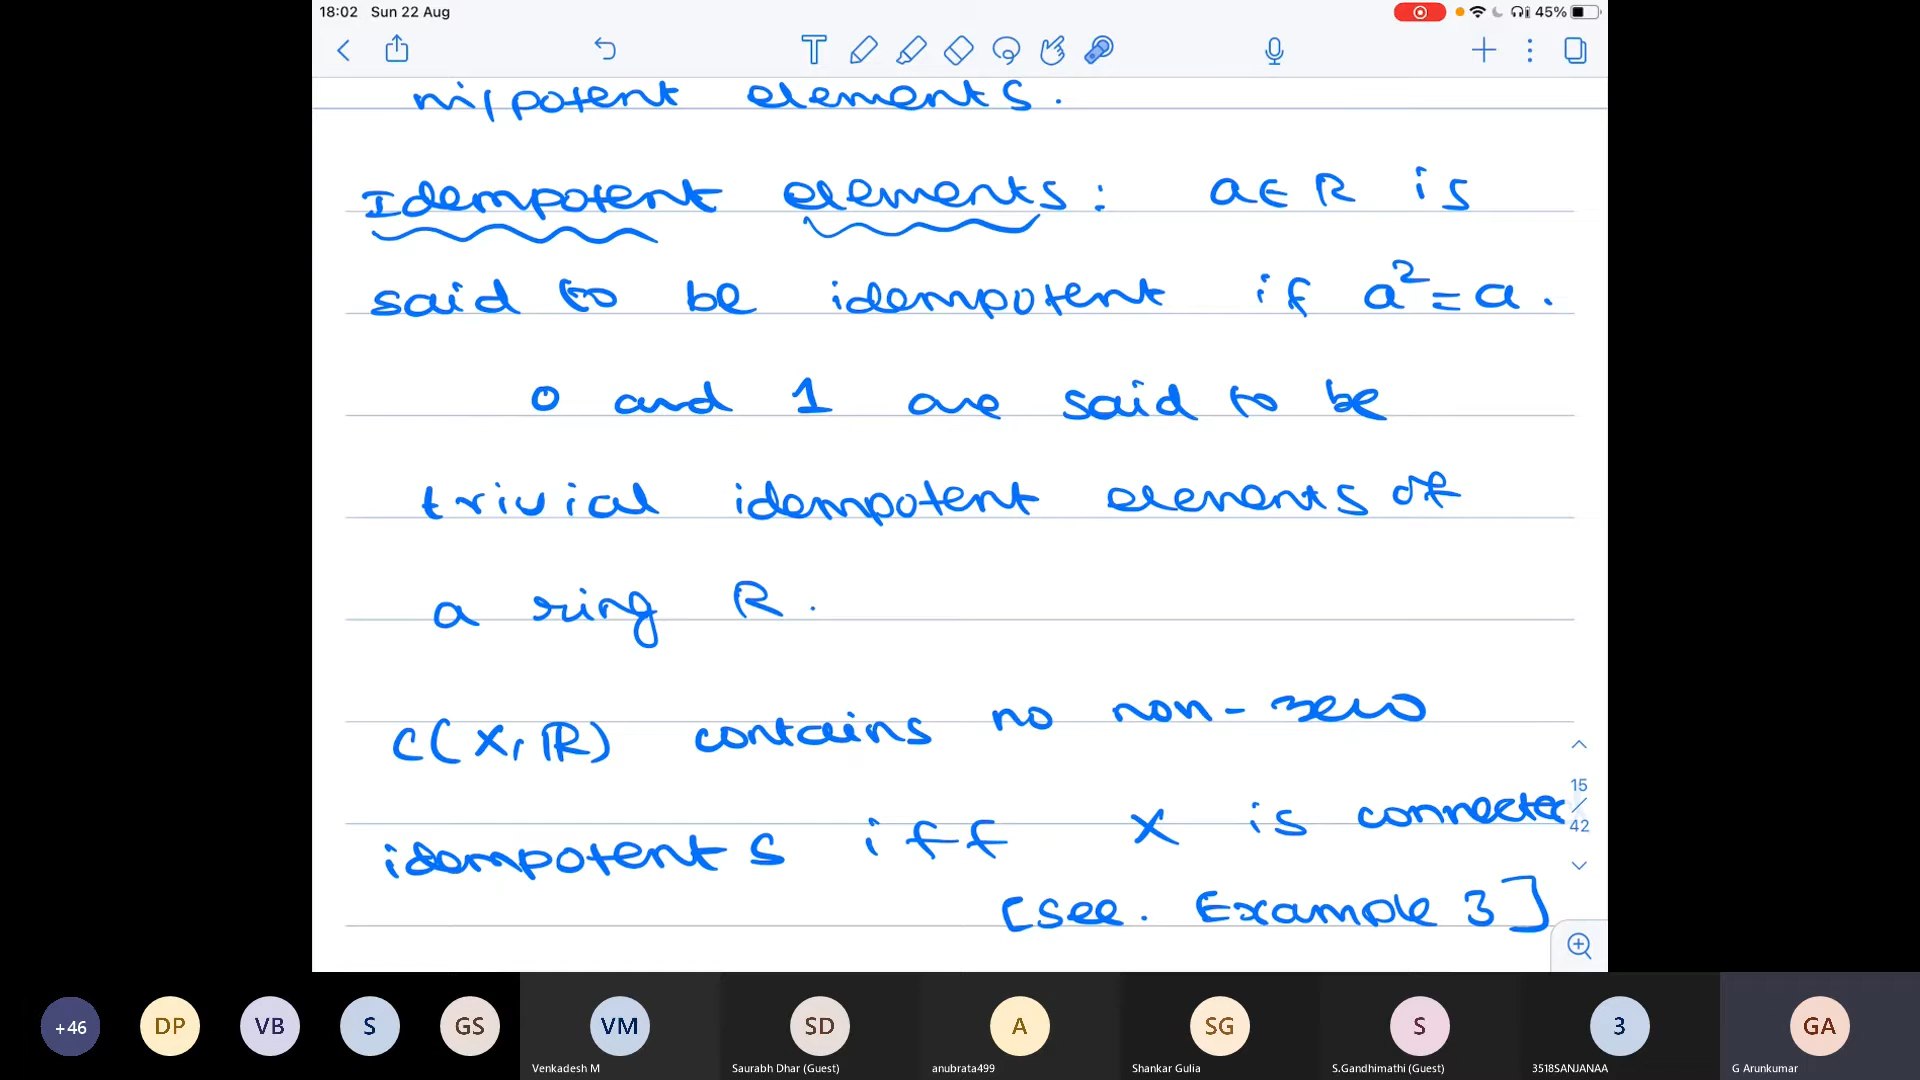 18:02 Sun 22 Aug
45%
nilpotent elements.
Idempotent elements: a∈R is
said to be idempotent if a²=a.
0 and 1 are said to be
trivial idempotent elements of
a ring R.
C(X,ℝ) contains no non-zero
idempotents iff X is connected
[see. Example 3]
15
/
42
+46
DP
VB
S
GS
VM
SD
A
SG
S
3
GA
Venkadesh M
Saurabh Dhar (Guest)
anubrata499
Shankar Gulia
S.Gandhimathi (Guest)
3518SANJANAA
G Arunkumar